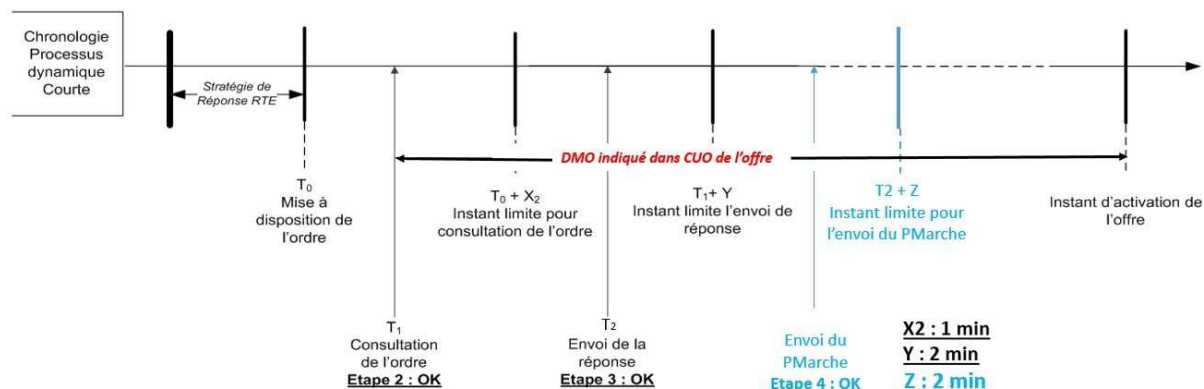 Chronologie
Processus
dynamique
Courte
Stratégie de
Réponse RTE
DMO indiqué dans CUO de l'offre
T0
Mise à
disposition de
l'ordre
T0 + X2
Instant limite pour
consultation de l'ordre
T1+ Y
Instant limite l'envoi de
réponse
T2 + Z
Instant limite pour
l'envoi du PMarche
Instant d'activation de
l'offre
T1
Consultation
de l'ordre
Etape 2 : OK
T2
Envoi de la
réponse
Etape 3 : OK
Envoi du
PMarche
Etape 4 : OK
X2 : 1 min
Y : 2 min
Z : 2 min